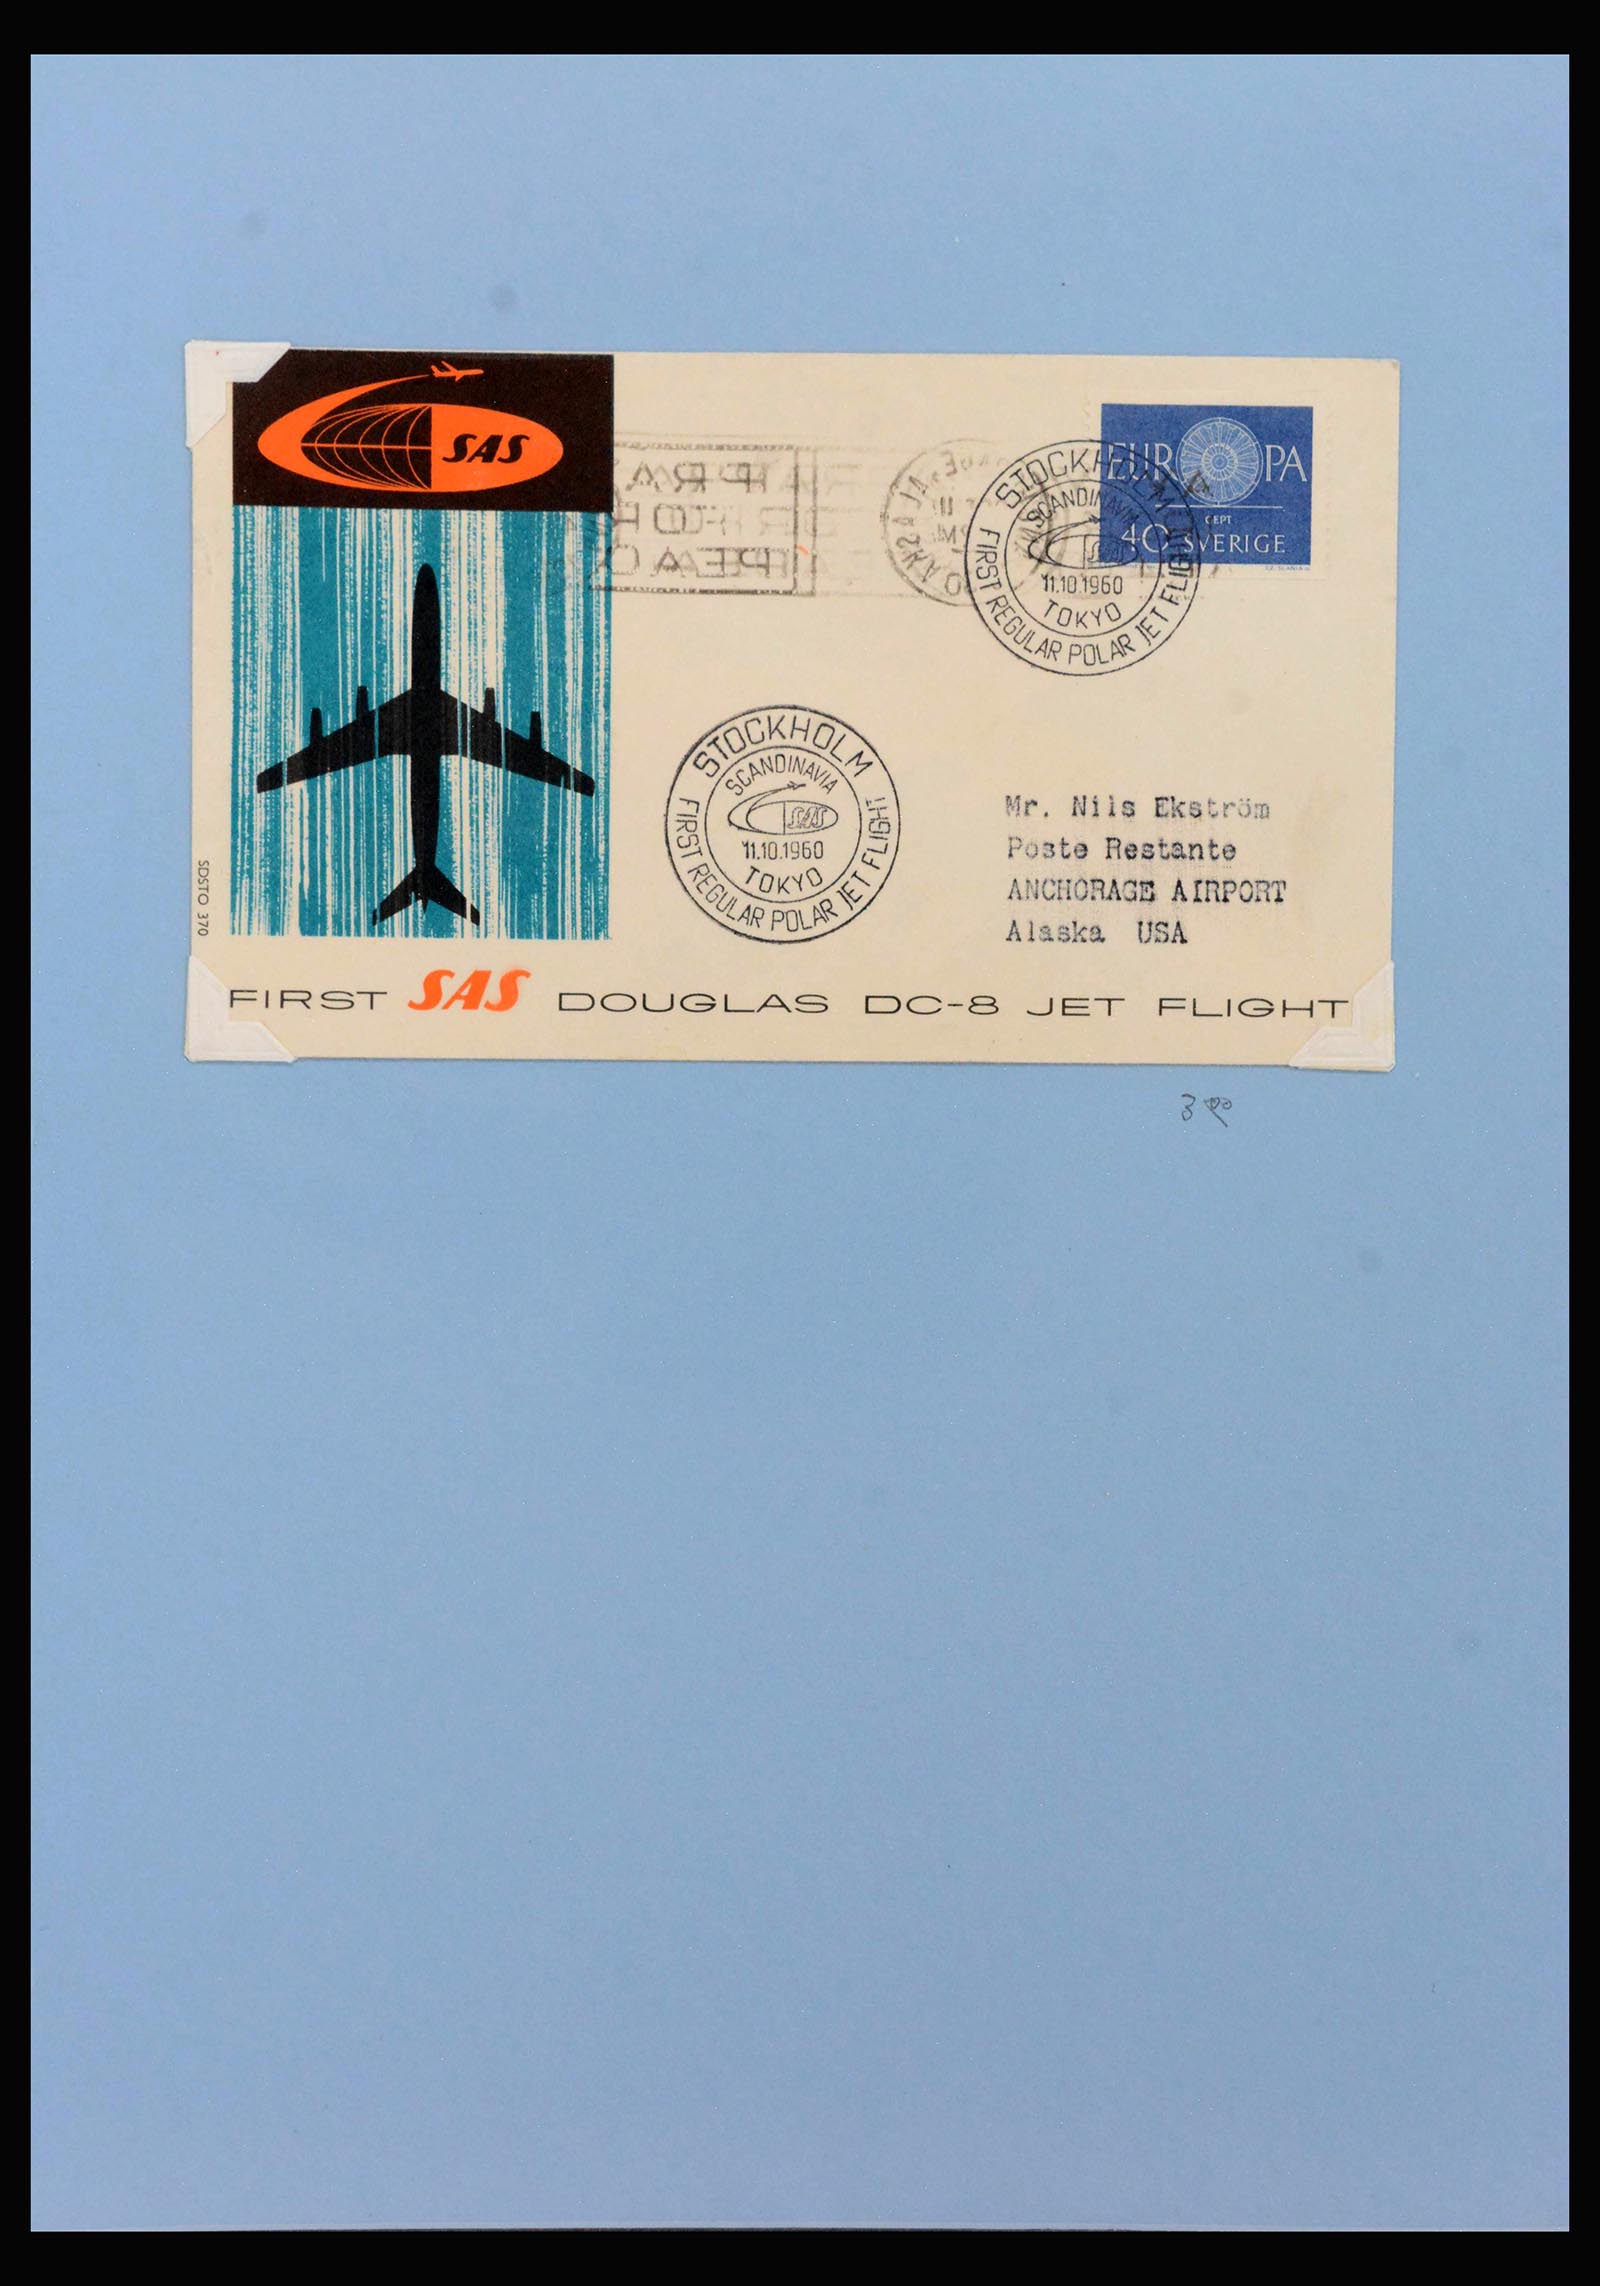 SAS
EUROPA
CEPT
40 SVERIGE
STOCKHOLM
SCANDINAVIA
SAS
11.10.1960
TOKYO
FIRST REGULAR POLAR JET FLIGHT
STOCKHOLM
SCANDINAVIA
SAS
11.10.1960
TOKYO
FIRST REGULAR POLAR JET FLIGHT
Mr. Nils Ekström
Poste Restante
ANCHORAGE AIRPORT
Alaska USA
SDSTO 370
FIRST SAS DOUGLAS DC-8 JET FLIGHT